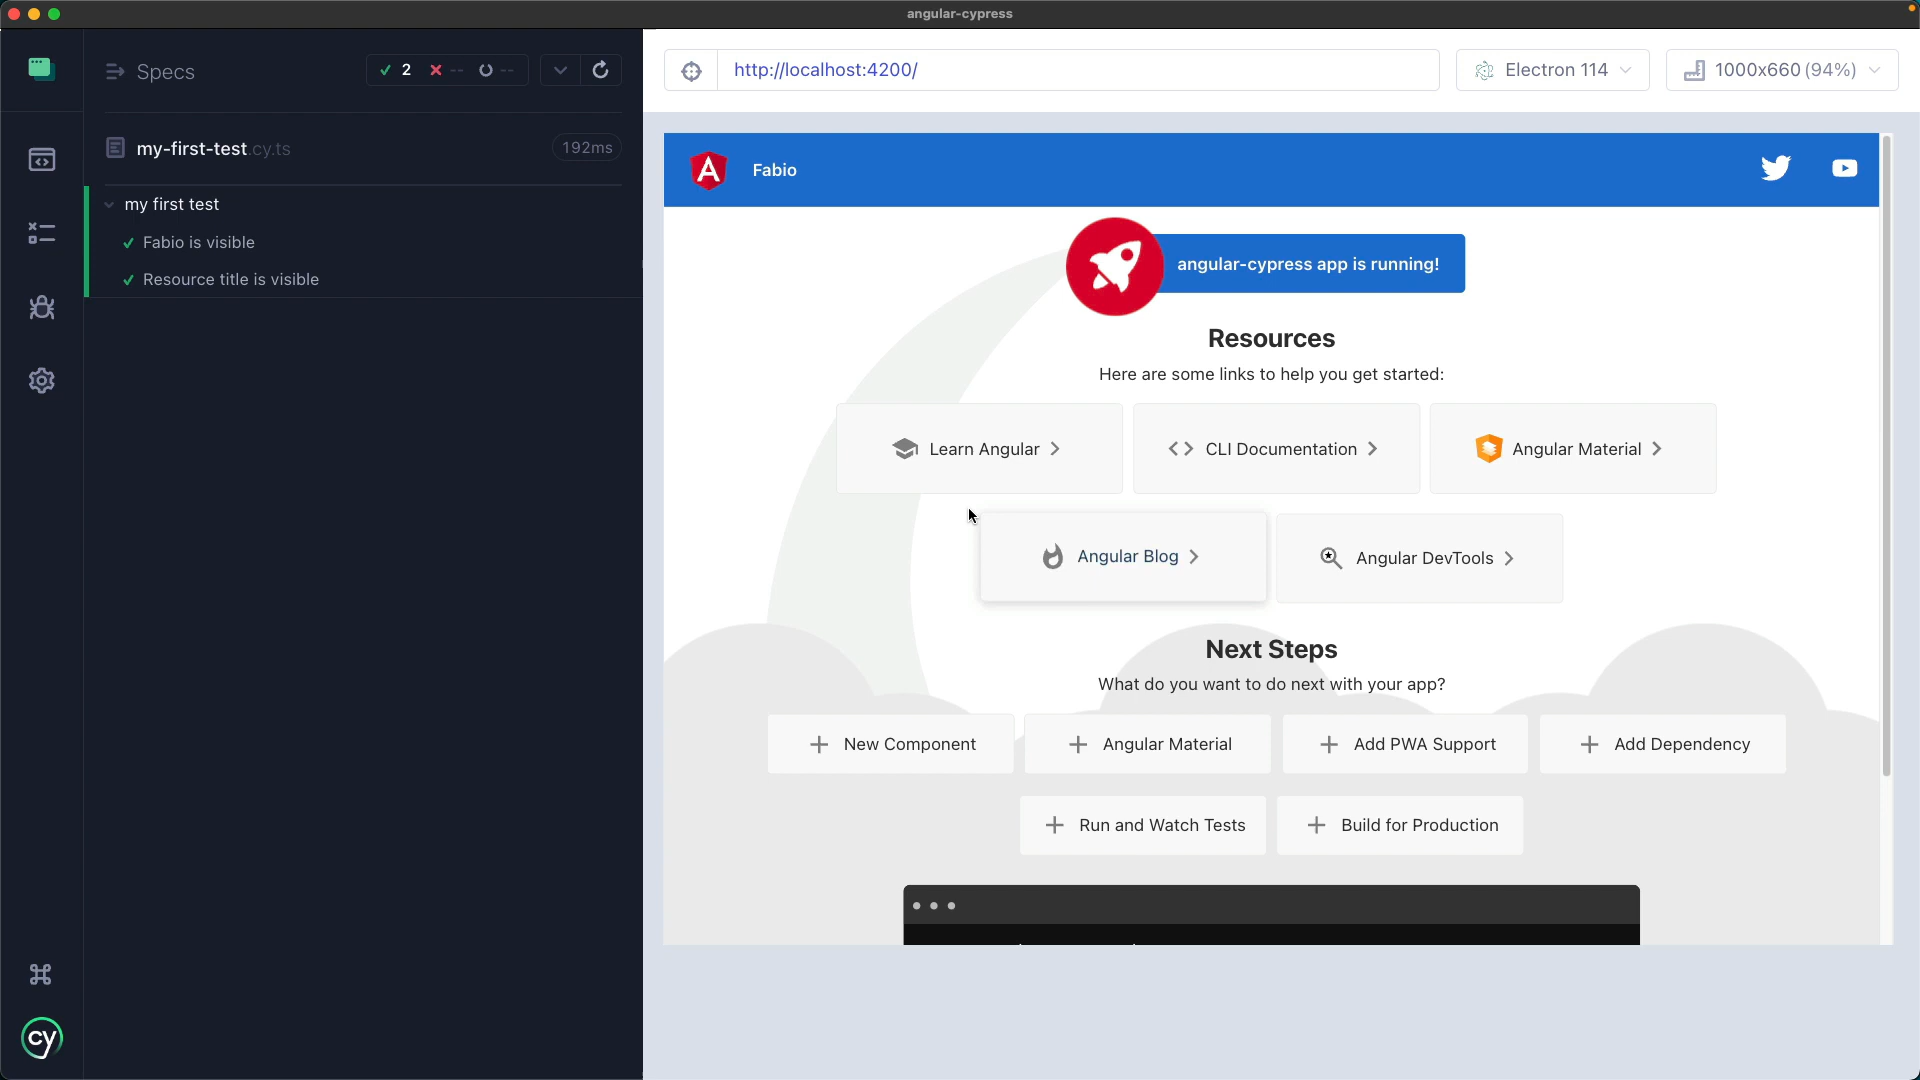 angular-cypress
Specs
2
--
--
my-first-test.cy.ts
192ms
my first test
Fabio is visible
Resource title is visible
cy
http://localhost:4200/
Electron 114
1000x660 (94%)
A
Fabio
angular-cypress app is running!
Resources
Here are some links to help you get started:
Learn Angular
CLI Documentation
Angular Material
Angular Blog
Angular DevTools
Next Steps
What do you want to do next with your app?
New Component
Angular Material
Add PWA Support
Add Dependency
Run and Watch Tests
Build for Production